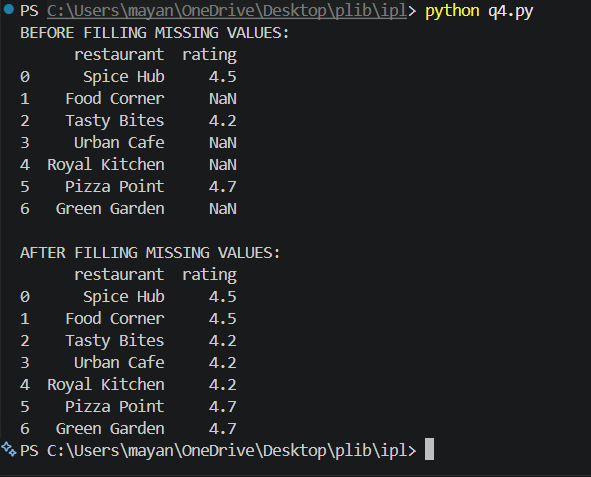 PS C:\Users\mayan\OneDrive\Desktop\plib\ipl> python q4.py
BEFORE FILLING MISSING VALUES:
      restaurant  rating
0      Spice Hub     4.5
1    Food Corner     NaN
2    Tasty Bites     4.2
3     Urban Cafe     NaN
4  Royal Kitchen     NaN
5    Pizza Point     4.7
6   Green Garden     NaN

AFTER FILLING MISSING VALUES:
      restaurant  rating
0      Spice Hub     4.5
1    Food Corner     4.5
2    Tasty Bites     4.2
3     Urban Cafe     4.2
4  Royal Kitchen     4.2
5    Pizza Point     4.7
6   Green Garden     4.7
PS C:\Users\mayan\OneDrive\Desktop\plib\ipl>